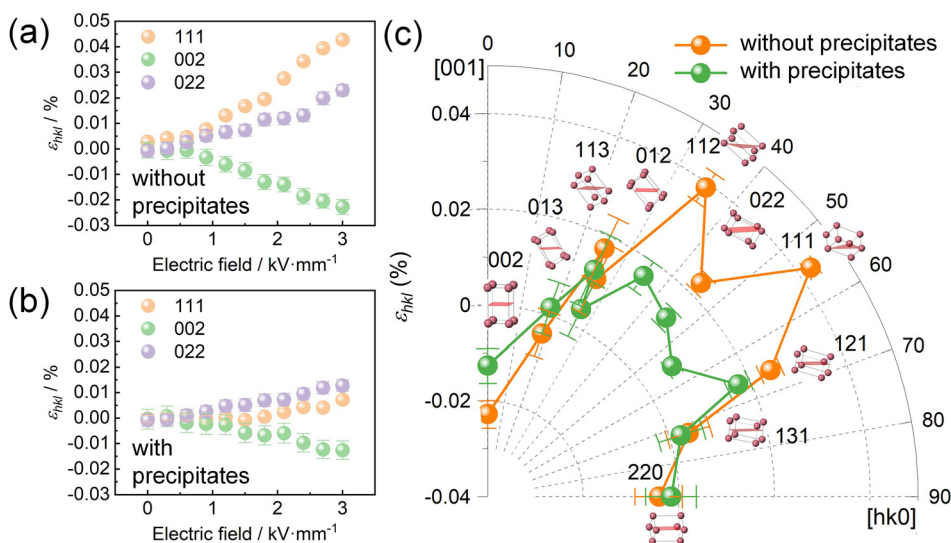 (a)
0.05
0.04
0.03
0.02
0.01
0.00
-0.01
-0.02
-0.03
εhkl / %
111
002
022
without
precipitates
0 1 2 3
Electric field / kV·mm⁻¹
(b)
0.05
0.04
0.03
0.02
0.01
0.00
-0.01
-0.02
-0.03
εhkl / %
111
002
022
with
precipitates
0 1 2 3
Electric field / kV·mm⁻¹
(c)
without precipitates
with precipitates
0
10
20
30
40
50
60
70
80
90
[001]
[hk0]
0.04
0.02
0
-0.02
-0.04
εhkl (%)
002
013
113
012
112
022
111
121
131
220